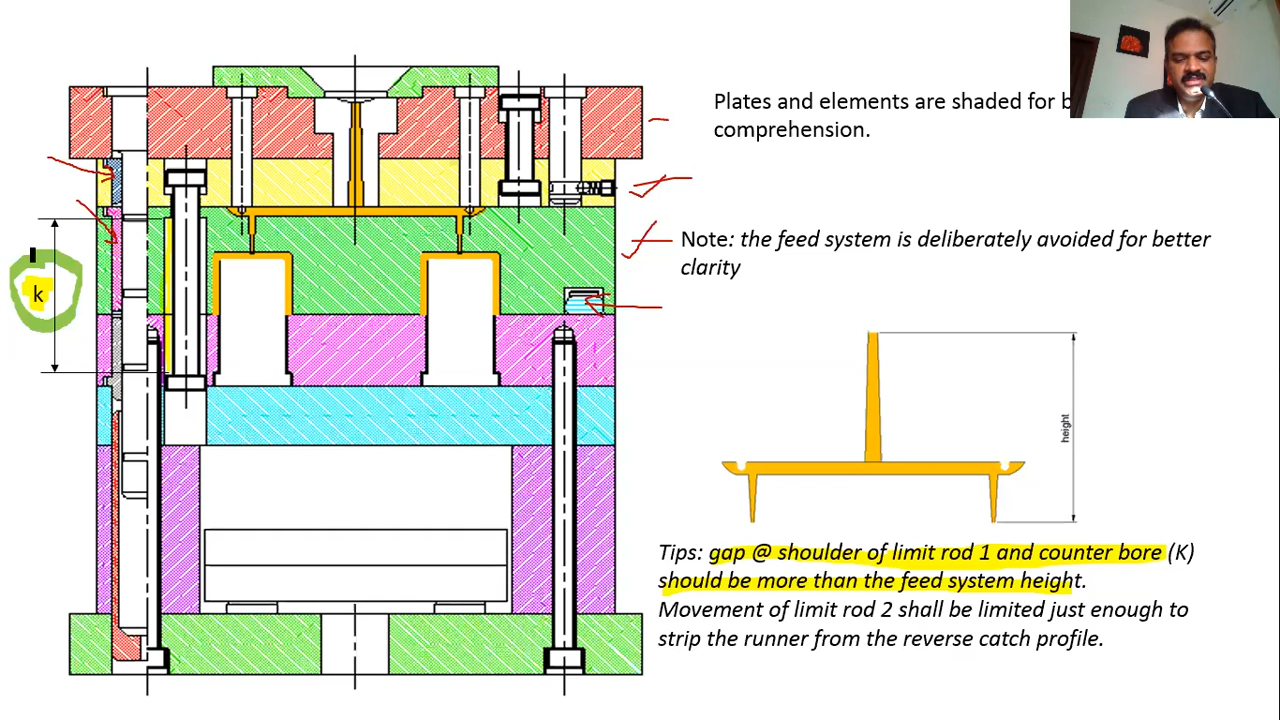 Plates and elements are shaded for
comprehension.
Note: the feed system is deliberately avoided for better
clarity
k
height
Tips: gap @ shoulder of limit rod 1 and counter bore (K)
should be more than the feed system height.
Movement of limit rod 2 shall be limited just enough to
strip the runner from the reverse catch profile.